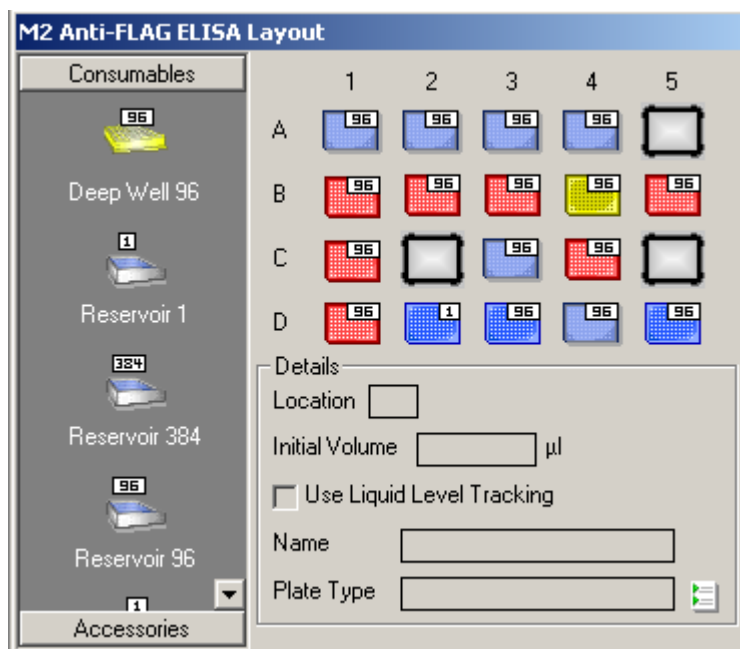 M2 Anti-FLAG ELISA Layout
Consumables
96
Deep Well 96
1
Reservoir 1
384
Reservoir 384
96
Reservoir 96
1
Accessories
1 2 3 4 5
A 96 96 96 96
B 96 96 96 96 96
C 96 96 96
D 96 1 96 96 96
Details
Location
Initial Volume µl
Use Liquid Level Tracking
Name
Plate Type